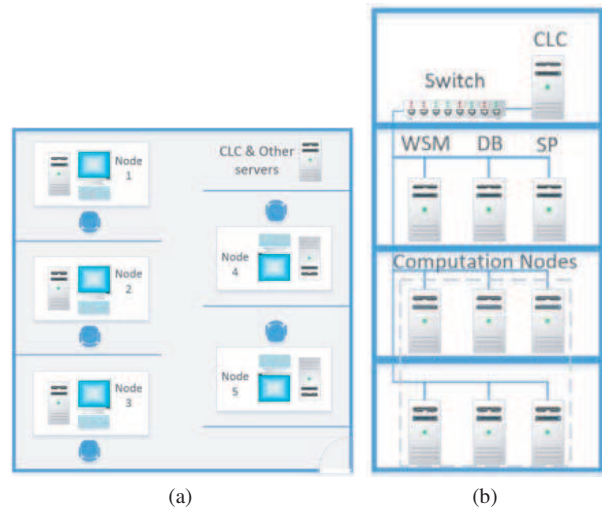 Node
1
CLC & Other
servers
Node
2
Node
4
Node
3
Node
5
(a)
CLC
Switch
WSM DB SP
Computation Nodes
(b)